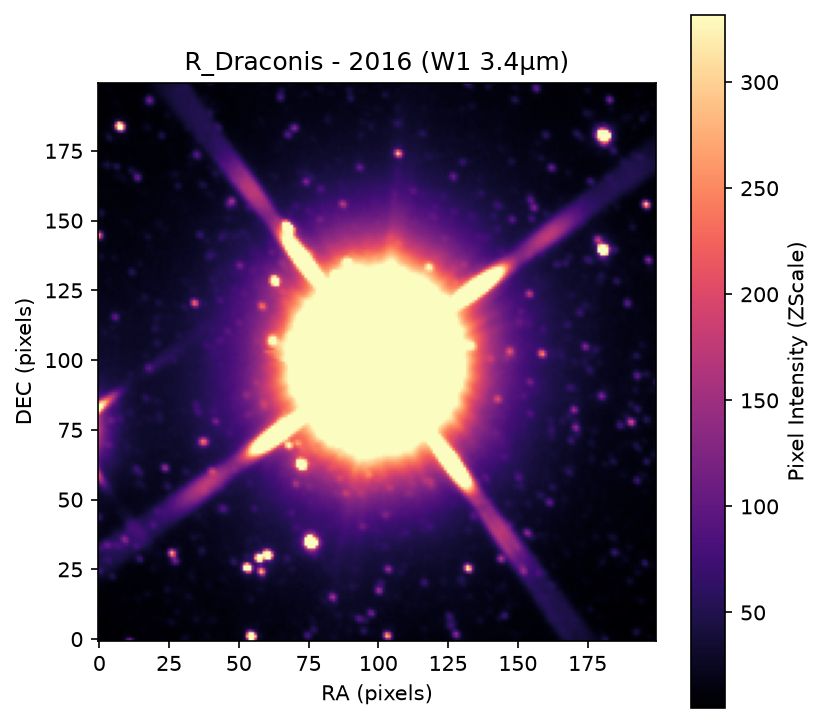 R_Draconis - 2016 (W1 3.4μm)
DEC (pixels)
175
150
125
100
75
50
25
0
0 25 50 75 100 125 150 175
RA (pixels)
300
250
200
150
100
50
Pixel Intensity (ZScale)